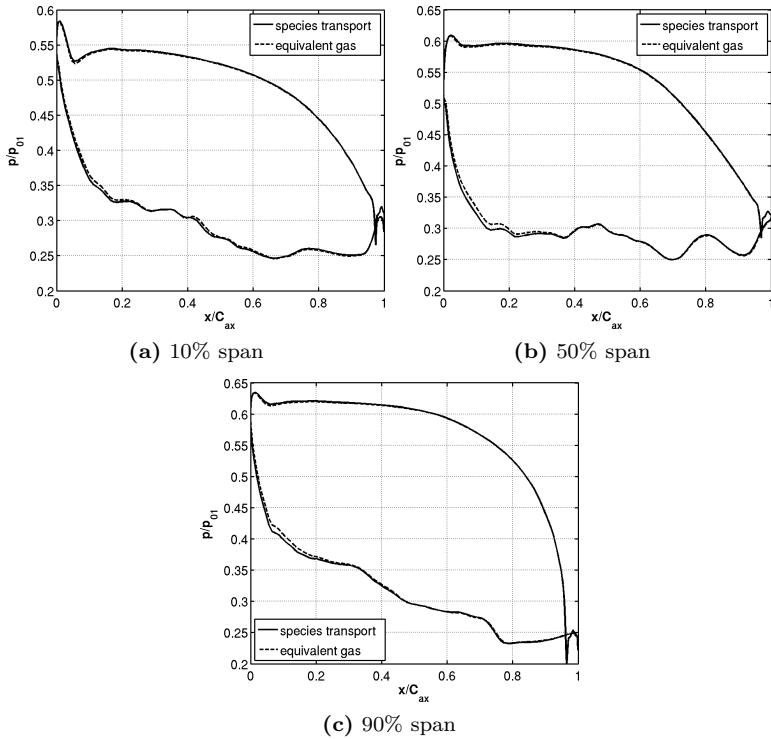 0.6
0.55
0.5
0.45
0.4
0.35
0.3
0.25
0.2
p/p01
0 0.2 0.4 0.6 0.8 1
x/Cax
species transport
equivalent gas
(a) 10% span
0.65
0.6
0.55
0.5
0.45
0.4
0.35
0.3
0.25
0.2
p/p01
0 0.2 0.4 0.6 0.8 1
x/Cax
species transport
equivalent gas
(b) 50% span
0.65
0.6
0.55
0.5
0.45
0.4
0.35
0.3
0.25
0.2
p/p01
species transport
equivalent gas
0 0.2 0.4 0.6 0.8 1
x/Cax
(c) 90% span